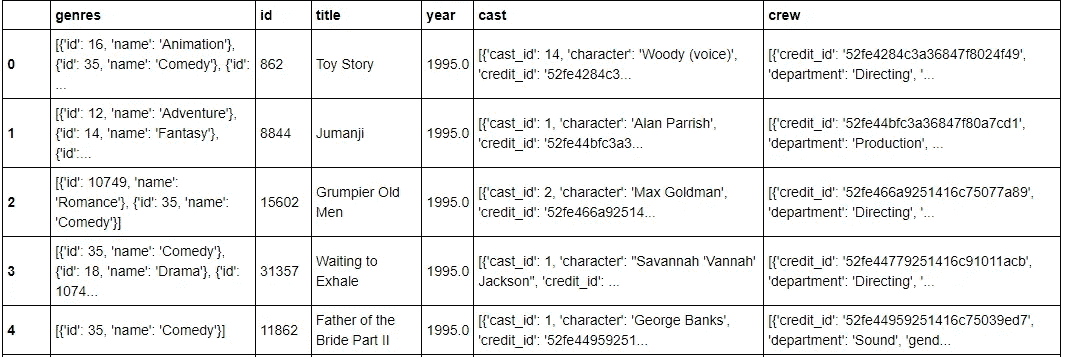 genres id title year cast crew
[{'id': 16, 'name': 'Animation'}, [{'cast_id': 14, 'character': 'Woody (voice)', [{'credit_id': '52fe4284c3a36847f8024f49',
0 {'id': 35, 'name': 'Comedy'}, {'id': 862 Toy Story 1995.0 'credit_id': '52fe4284c3... 'department': 'Directing', '...
...
[{'id': 12, 'name': 'Adventure'}, [{'cast_id': 1, 'character': 'Alan Parrish', [{'credit_id': '52fe44bfc3a36847f80a7cd1',
1 {'id': 14, 'name': 'Fantasy'}, 8844 Jumanji 1995.0 'credit_id': '52fe44bfc3a3... 'department': 'Production', ...
{'id':...
[{'id': 10749, 'name': Grumpier Old [{'cast_id': 2, 'character': 'Max Goldman', [{'credit_id': '52fe466a9251416c75077a89',
2 'Romance'}, {'id': 35, 'name': 15602 Men 1995.0 'credit_id': '52fe466a92514... 'department': 'Directing', '...
'Comedy'}]
[{'id': 35, 'name': 'Comedy'}, Waiting to [{'cast_id': 1, 'character': "Savannah 'Vannah' [{'credit_id': '52fe44779251416c91011acb',
3 {'id': 18, 'name': 'Drama'}, {'id': 31357 Exhale 1995.0 Jackson", 'credit_id': ... 'department': 'Directing', '...
1074...
4 [{'id': 35, 'name': 'Comedy'}] 11862 Father of the 1995.0 [{'cast_id': 1, 'character': 'George Banks', [{'credit_id': '52fe44959251416c75039ed7',
Bride Part II 'credit_id': '52fe44959251... 'department': 'Sound', 'gend...